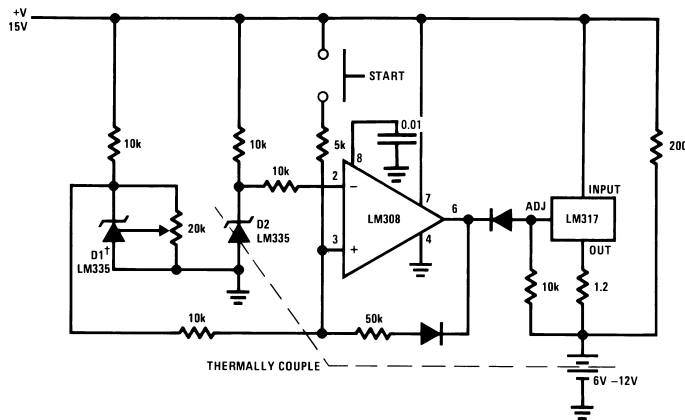 +V
15V
START
10k
10k
5k
0.01
8
200
10k
2
−
7
INPUT
20k
D2
LM335
LM308
6
ADJ
LM317
D1†
LM335
3
+
4
OUT
10k
1.2
10k
50k
THERMALLY COUPLE
6V –12V